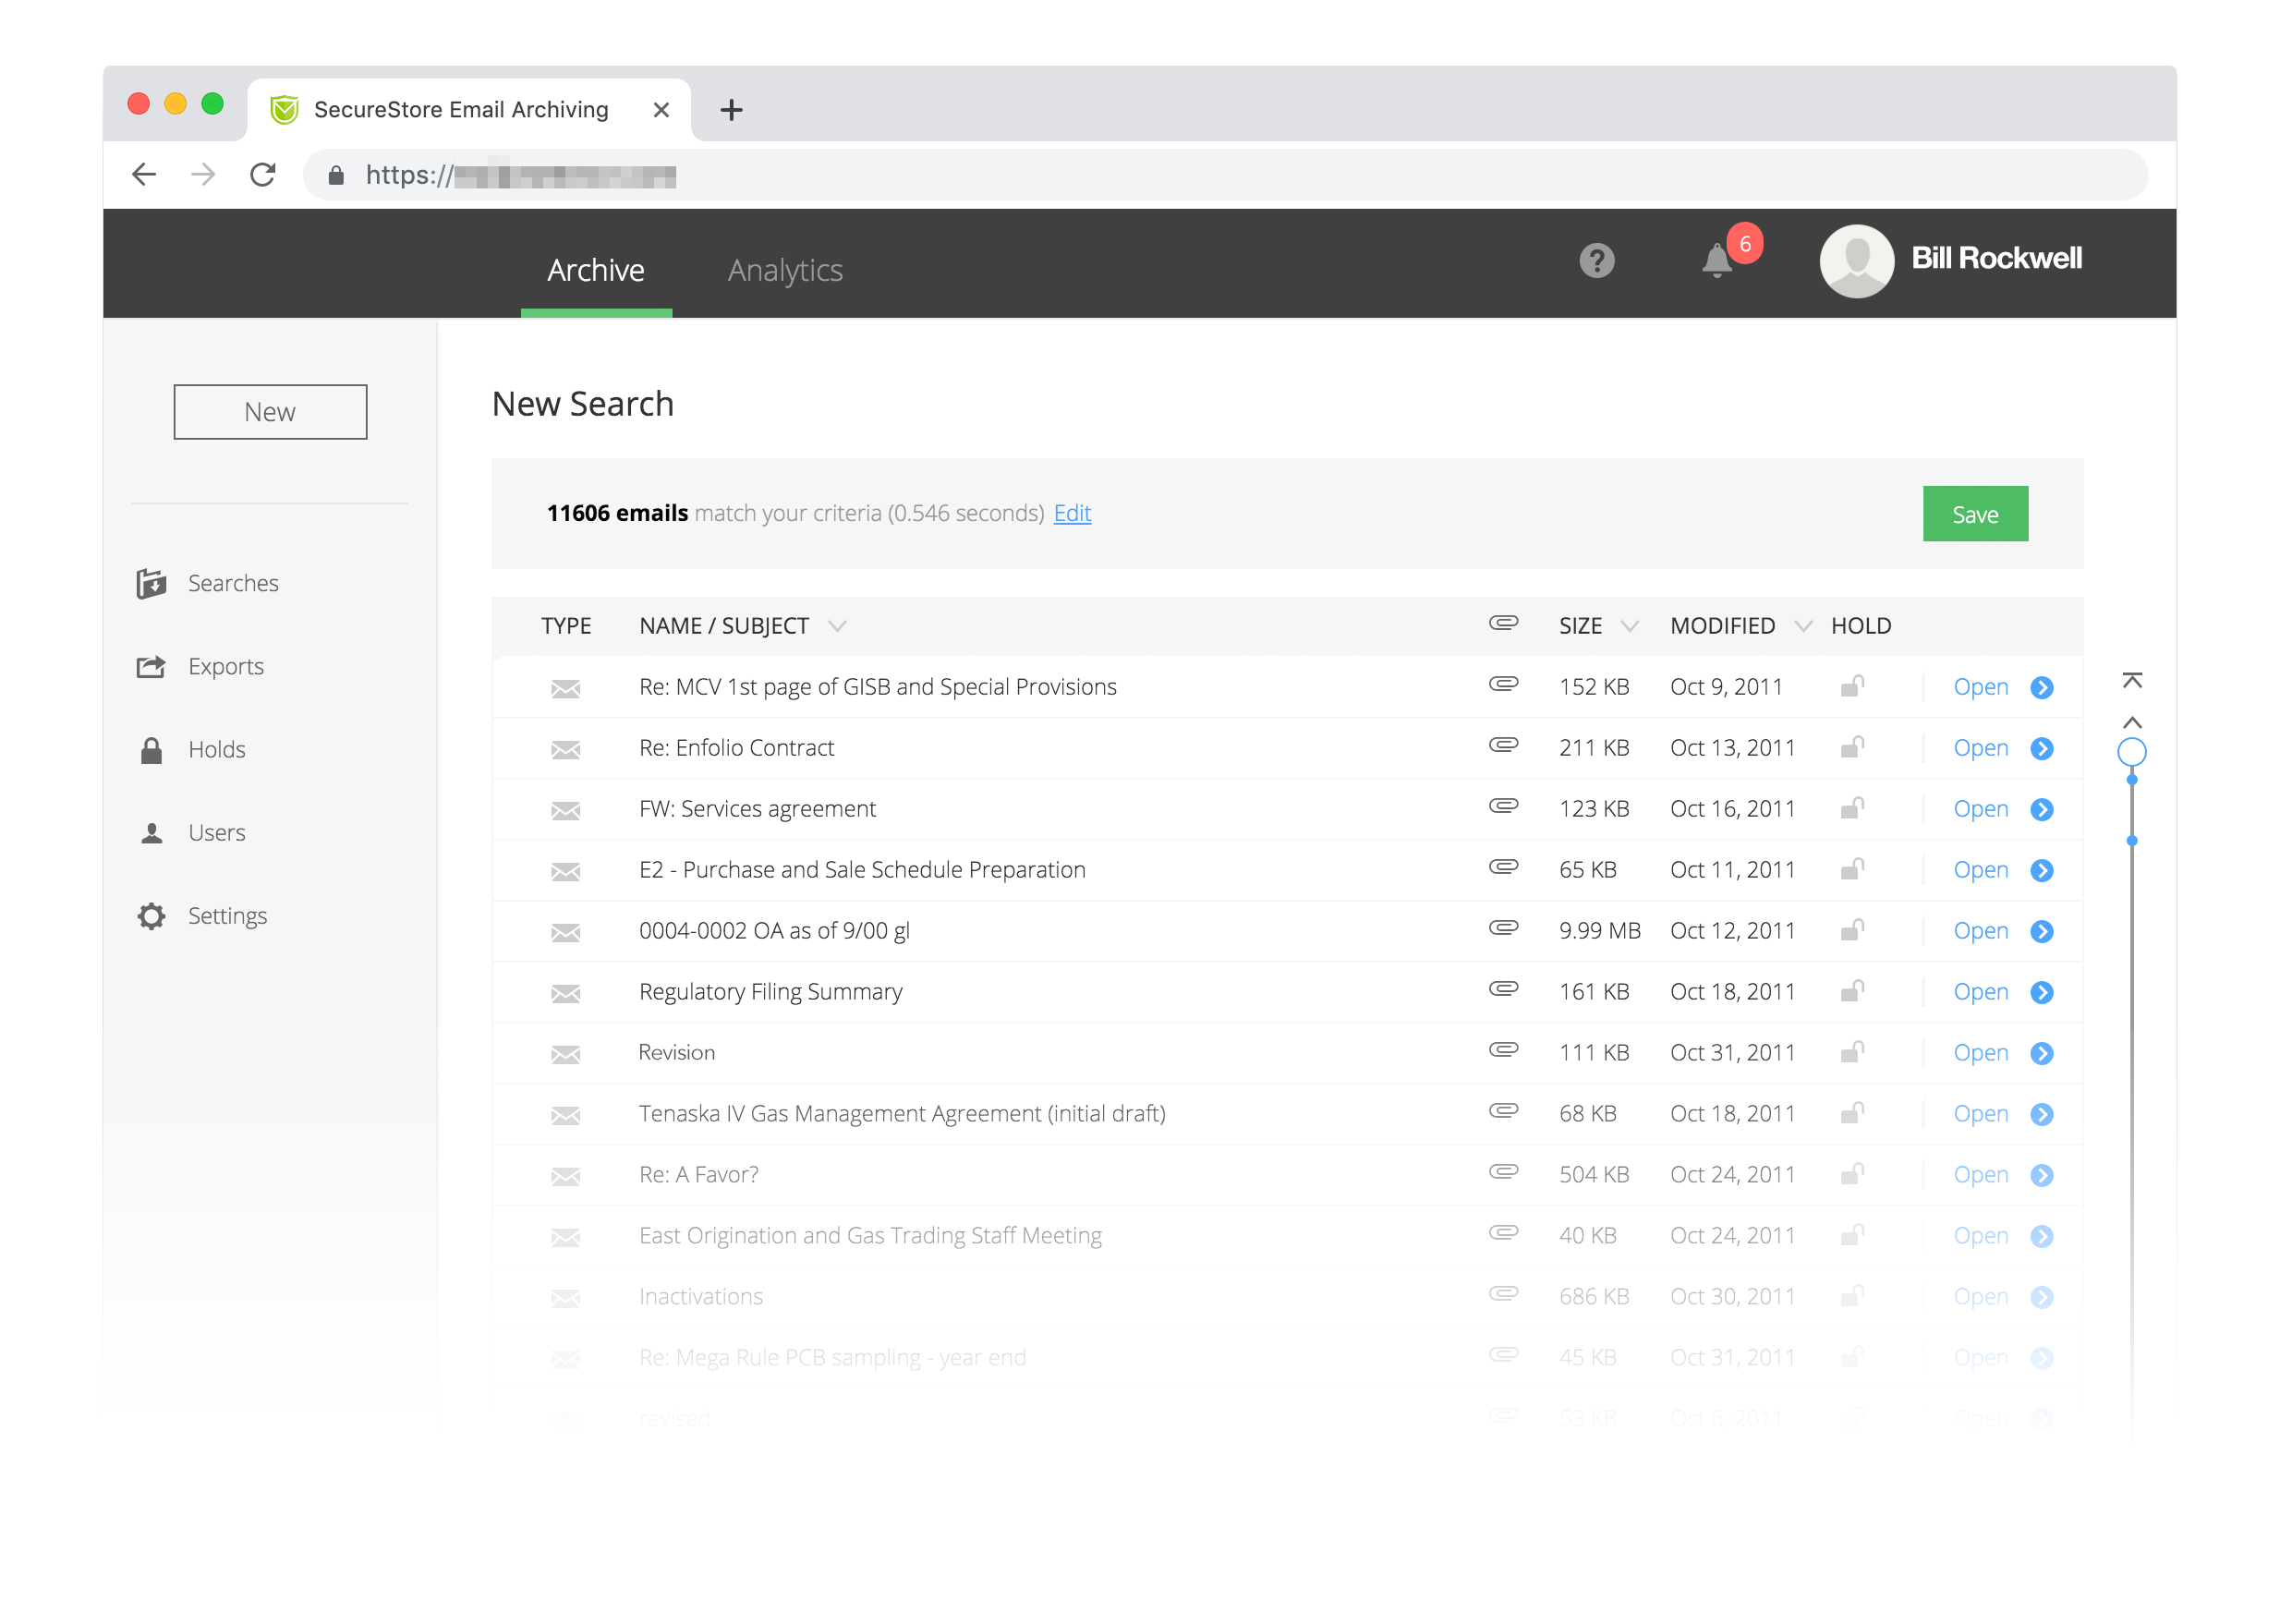 SecureStore Email Archiving
https://
Archive Analytics ? 6 Bill Rockwell
New
New Search
11606 emails match your criteria (0.546 seconds) Edit Save
Searches
Exports
Holds
Users
Settings
TYPE NAME / SUBJECT SIZE MODIFIED HOLD
Re: MCV 1st page of GISB and Special Provisions 152 KB Oct 9, 2011 Open
Re: Enfolio Contract 211 KB Oct 13, 2011 Open
FW: Services agreement 123 KB Oct 16, 2011 Open
E2 - Purchase and Sale Schedule Preparation 65 KB Oct 11, 2011 Open
0004-0002 OA as of 9/00 gl 9.99 MB Oct 12, 2011 Open
Regulatory Filing Summary 161 KB Oct 18, 2011 Open
Revision 111 KB Oct 31, 2011 Open
Tenaska IV Gas Management Agreement (initial draft) 68 KB Oct 18, 2011 Open
Re: A Favor? 504 KB Oct 24, 2011 Open
East Origination and Gas Trading Staff Meeting 40 KB Oct 24, 2011 Open
Inactivations 686 KB Oct 30, 2011 Open
Re: Mega Rule PCB sampling - year end 45 KB Oct 31, 2011 Open
revised 53 KB Oct 6, 2011 Open